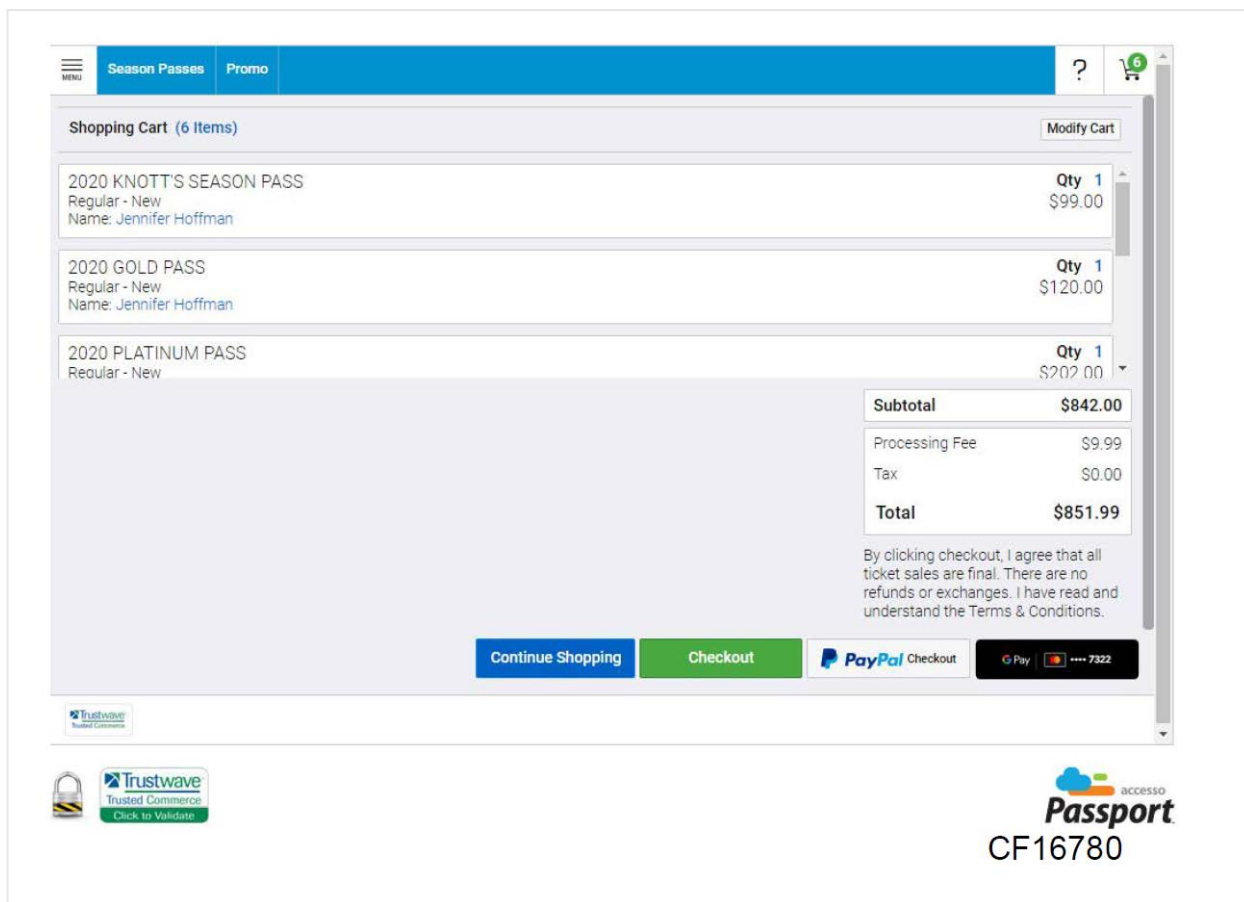 MENU Season Passes Promo ? 6
Shopping Cart (6 Items) Modify Cart
2020 KNOTT'S SEASON PASS Qty 1
Regular - New $99.00
Name: Jennifer Hoffman
2020 GOLD PASS Qty 1
Regular - New $120.00
Name: Jennifer Hoffman
2020 PLATINUM PASS Qty 1
Regular - New $202.00
Subtotal $842.00
Processing Fee $9.99
Tax $0.00
Total $851.99
By clicking checkout, I agree that all
ticket sales are final. There are no
refunds or exchanges. I have read and
understand the Terms & Conditions.
Continue Shopping Checkout PayPal Checkout G Pay •••• 7322
Trustwave
Trusted Commerce
Trustwave
Trusted Commerce
Click to Validate
accesso
Passport
CF16780